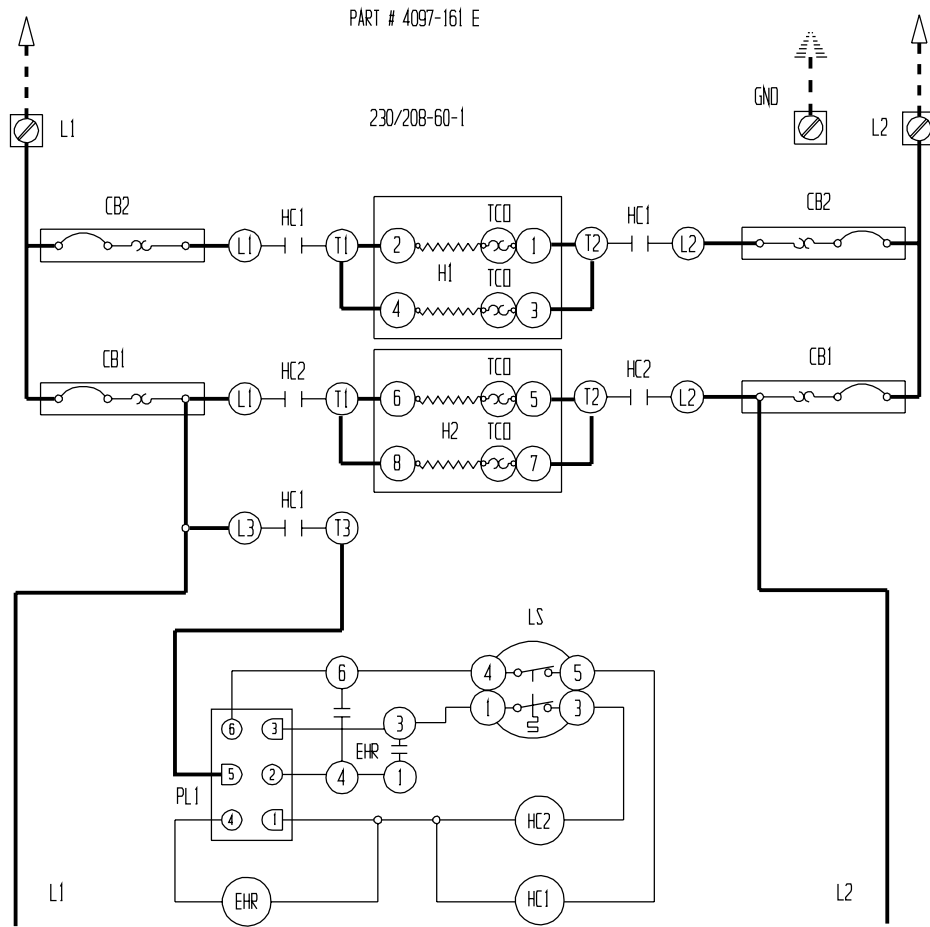 PART # 4097-161 E
GND
L1
230/208-60-1
L2
CB2
HC1
TCO
HC1
CB2
L1
T1
2
1
T2
L2
H1
TCO
4
3
CB1
HC2
TCO
HC2
CB1
L1
T1
6
5
T2
L2
H2
TCO
8
7
HC1
L3
T3
LS
6
4
5
1
3
6
3
3
EHR
5
2
4
1
PL1
4
1
HC2
L1
EHR
HC1
L2